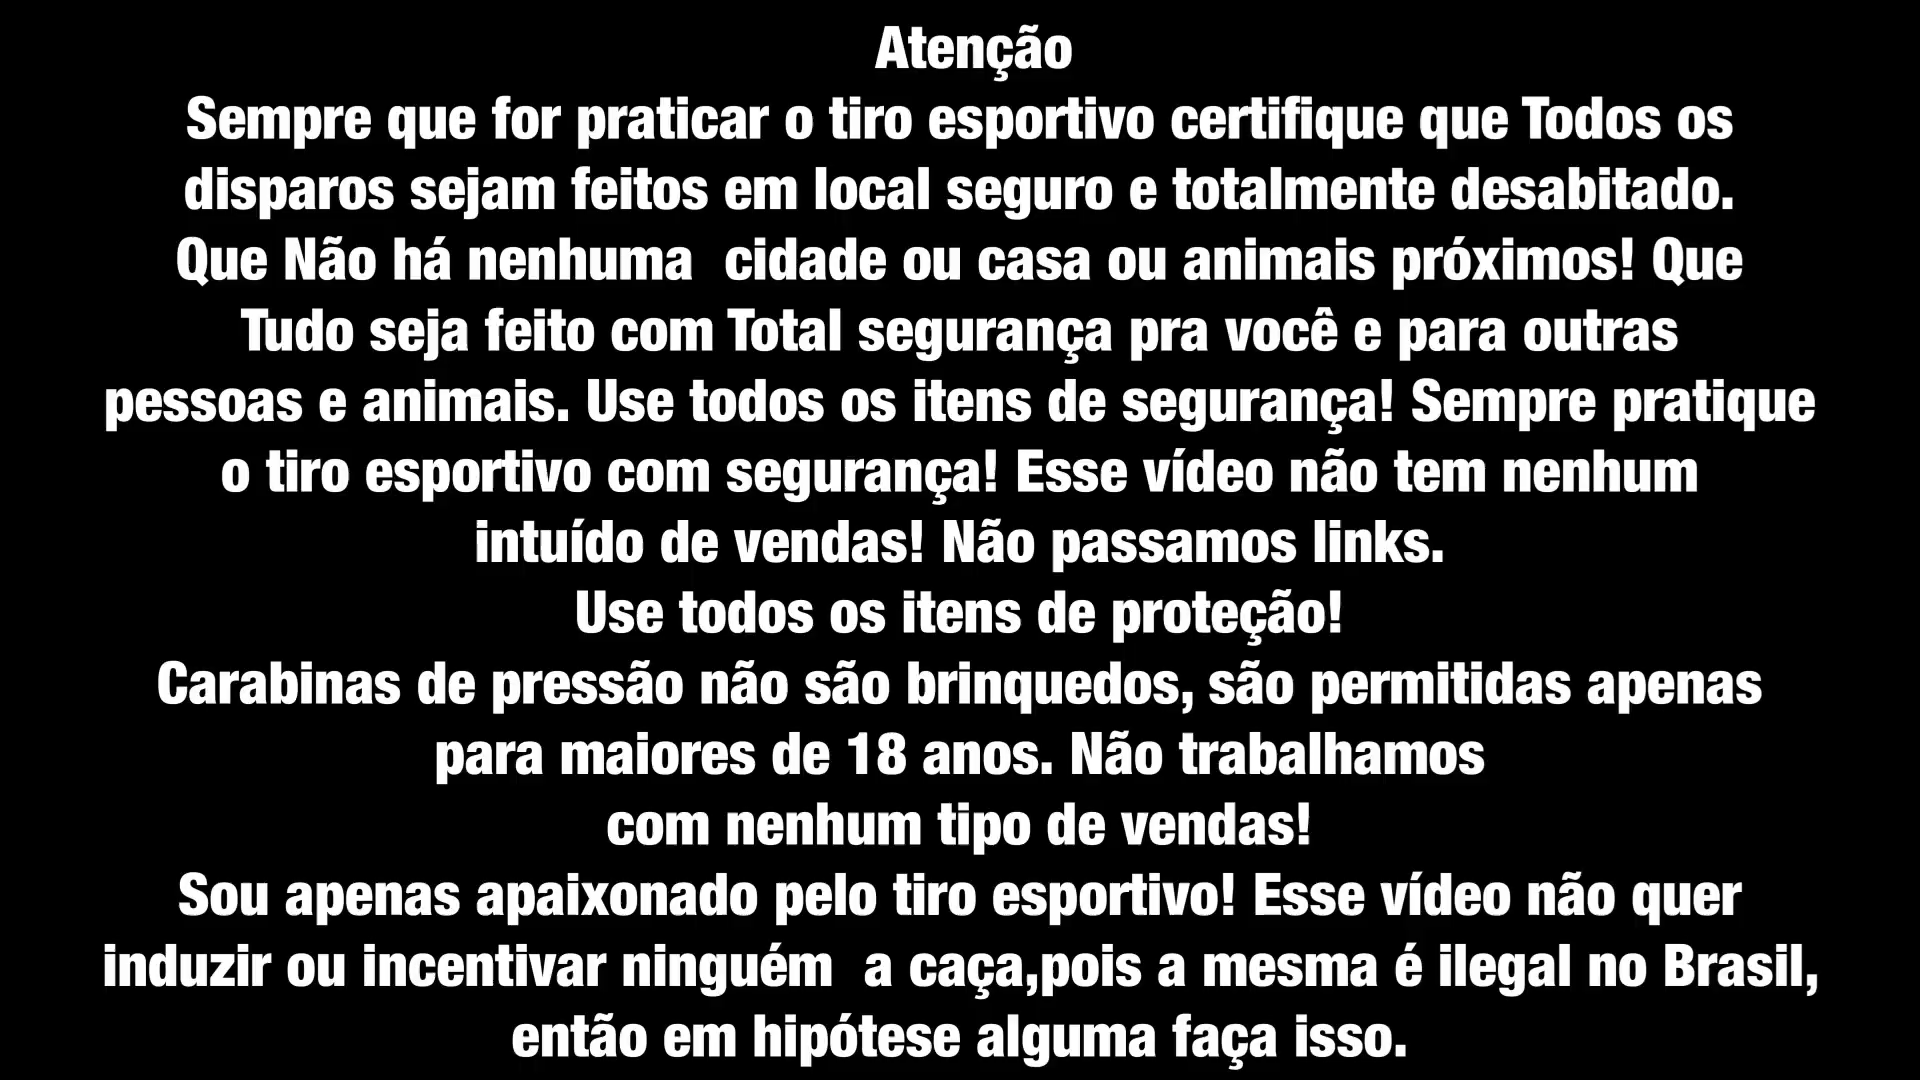 Atenção
Sempre que for praticar o tiro esportivo certifique que Todos os
disparos sejam feitos em local seguro e totalmente desabitado.
Que Não há nenhuma  cidade ou casa ou animais próximos! Que
Tudo seja feito com Total segurança pra você e para outras
pessoas e animais. Use todos os itens de segurança! Sempre pratique
o tiro esportivo com segurança! Esse vídeo não tem nenhum
intuído de vendas! Não passamos links.
Use todos os itens de proteção!
Carabinas de pressão não são brinquedos, são permitidas apenas
para maiores de 18 anos. Não trabalhamos
com nenhum tipo de vendas!
Sou apenas apaixonado pelo tiro esportivo! Esse vídeo não quer
induzir ou incentivar ninguém  a caça,pois a mesma é ilegal no Brasil,
então em hipótese alguma faça isso.